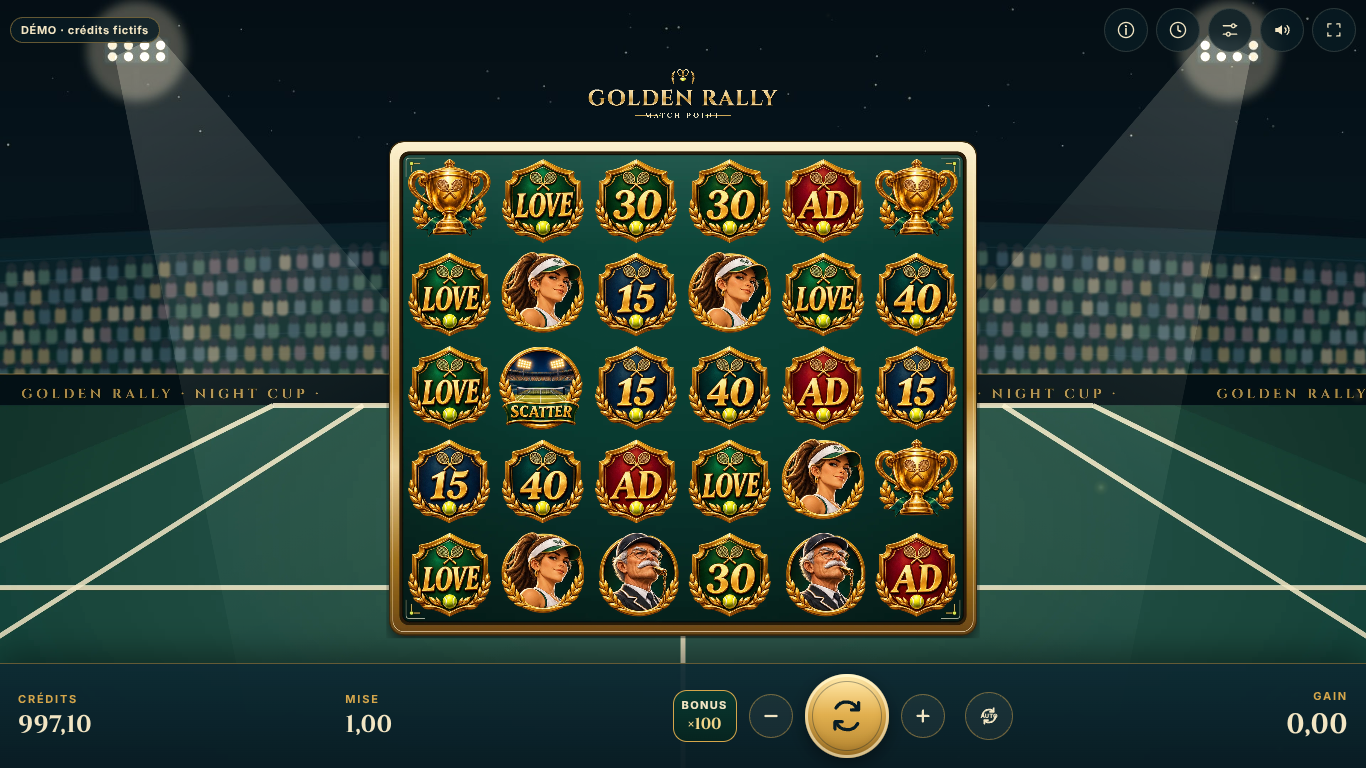 DÉMO · crédits fictifs
GOLDEN RALLY
MATCH POINT
LOVE 30 30 AD
LOVE 15 LOVE 40
LOVE SCATTER 15 40 AD 15
15 40 AD LOVE
LOVE 30 AD
GOLDEN RALLY · NIGHT CUP ·
· NIGHT CUP ·
GOLDEN RALLY
CRÉDITS
997,10
MISE
1,00
BONUS
×100
AUTO
GAIN
0,00